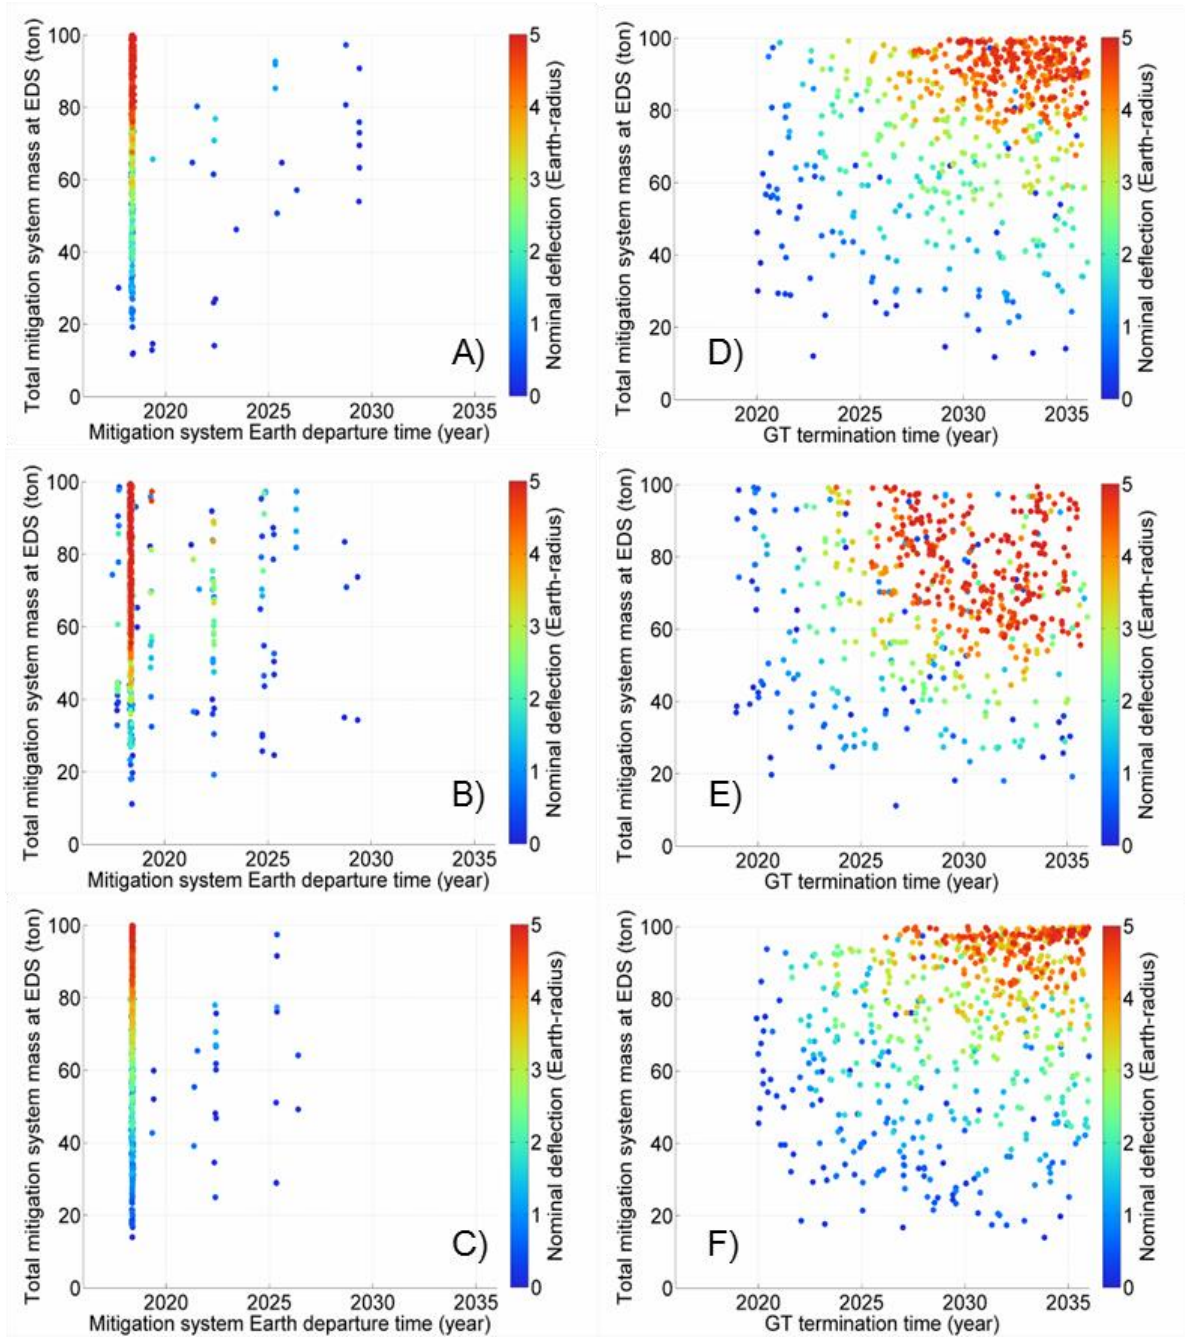 Total mitigation system mass at EDS (ton)
100
80
60
40
20
0
2020 2025 2030 2035
Mitigation system Earth departure time (year)
A)
5
4
3
2
1
0
Nominal deflection (Earth-radius)
Total mitigation system mass at EDS (ton)
100
80
60
40
20
0
2020 2025 2030 2035
GT termination time (year)
D)
5
4
3
2
1
0
Nominal deflection (Earth-radius)
Total mitigation system mass at EDS (ton)
100
80
60
40
20
0
2020 2025 2030 2035
Mitigation system Earth departure time (year)
B)
5
4
3
2
1
0
Nominal deflection (Earth-radius)
Total mitigation system mass at EDS (ton)
100
80
60
40
20
0
2020 2025 2030 2035
GT termination time (year)
E)
5
4
3
2
1
0
Nominal deflection (Earth-radius)
Total mitigation system mass at EDS (ton)
100
80
60
40
20
0
2020 2025 2030 2035
Mitigation system Earth departure time (year)
C)
5
4
3
2
1
0
Nominal deflection (Earth-radius)
Total mitigation system mass at EDS (ton)
100
80
60
40
20
0
2020 2025 2030 2035
GT termination time (year)
F)
5
4
3
2
1
0
Nominal deflection (Earth-radius)